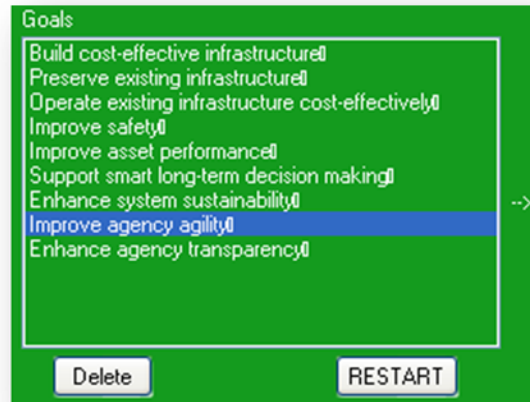 Goals
Build cost-effective infrastructure
Preserve existing infrastructure
Operate existing infrastructure cost-effectively
Improve safety
Improve asset performance
Support smart long-term decision making
Enhance system sustainability
-->
Improve agency agility
Enhance agency transparency
Delete RESTART